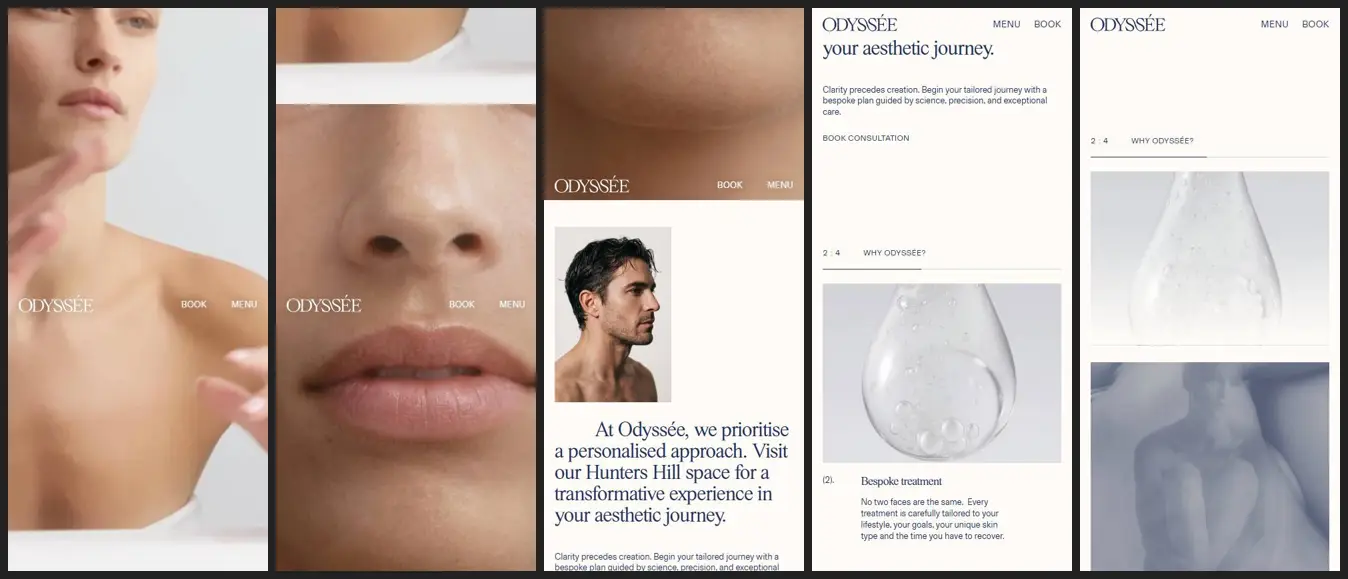 ODYSSÉE BOOK MENU
ODYSSÉE BOOK MENU
ODYSSÉE BOOK MENU
At Odyssée, we prioritise
a personalised approach. Visit
our Hunters Hill space for a
transformative experience in
your aesthetic journey.
Clarity precedes creation. Begin your tailored journey with a
bespoke plan guided by science, precision, and exceptional
ODYSSÉE MENU BOOK
your aesthetic journey.
Clarity precedes creation. Begin your tailored journey with a
bespoke plan guided by science, precision, and exceptional
care.
BOOK CONSULTATION
2 : 4 WHY ODYSSÉE?
(2). Bespoke treatment
No two faces are the same. Every
treatment is carefully tailored to your
lifestyle, your goals, your unique skin
type and the time you have to recover.
ODYSSÉE MENU BOOK
2 : 4 WHY ODYSSÉE?